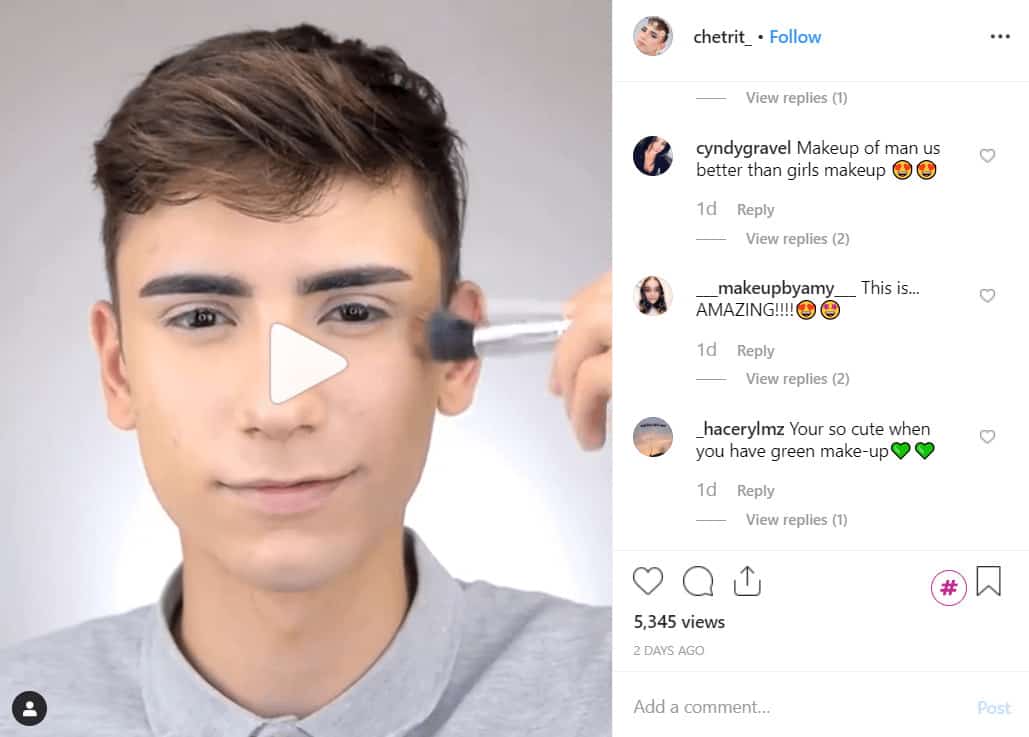 chetrit_ • Follow
View replies (1)
cyndygravel Makeup of man us
better than girls makeup 😍😍
1d Reply
View replies (2)
___makeupbyamy___ This is...
AMAZING!!!!😍🤩
1d Reply
View replies (2)
_hacerylmz Your so cute when
you have green make-up💚💚
1d Reply
View replies (1)
#
5,345 views
2 DAYS AGO
Add a comment... Post